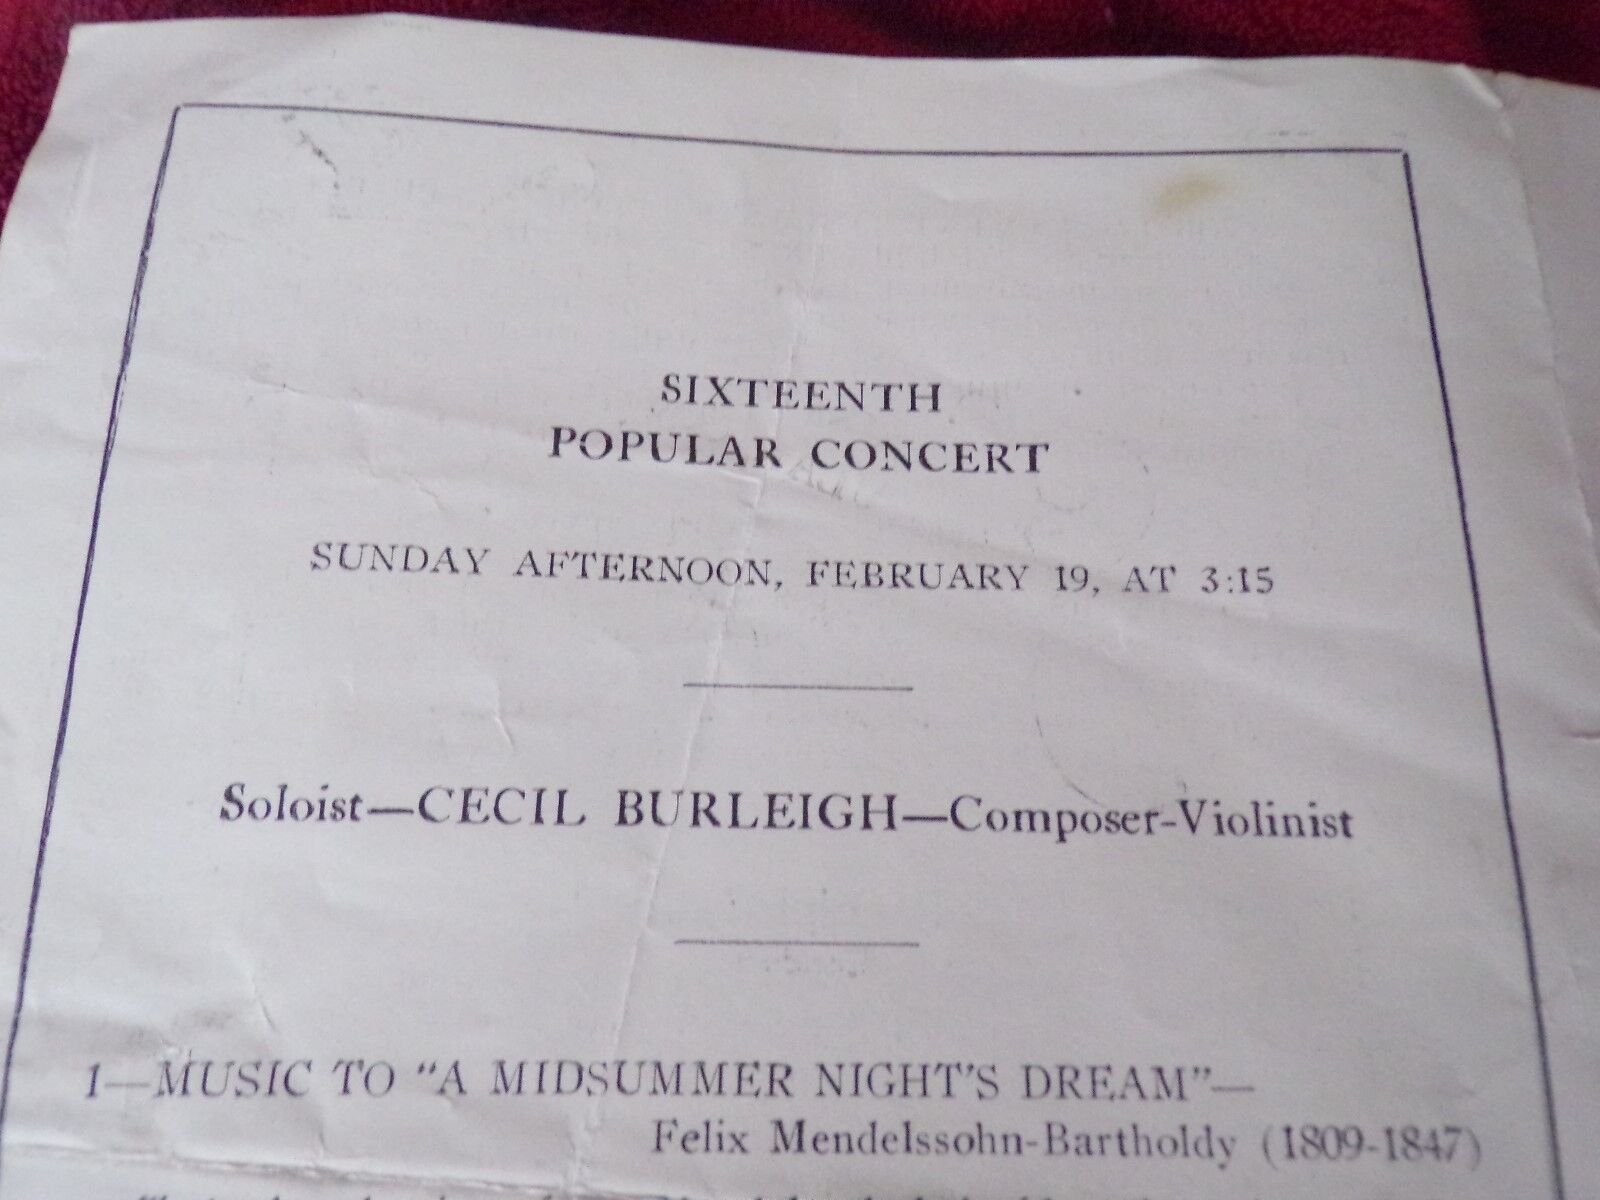 SIXTEENTH
POPULAR CONCERT
SUNDAY AFTERNOON, FEBRUARY 19, AT 3:15
Soloist—CECIL BURLEIGH—Composer-Violinist
1—MUSIC TO "A MIDSUMMER NIGHT'S DREAM"—
Felix Mendelssohn-Bartholdy (1809-1847)